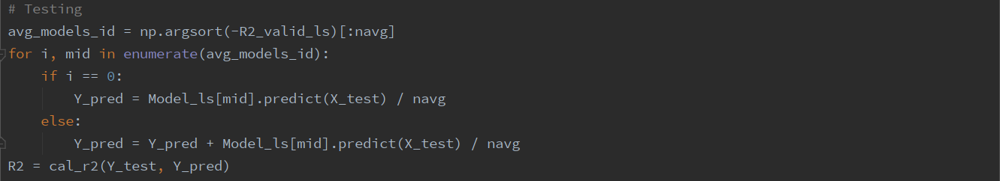 # Testing
avg_models_id = np.argsort(-R2_valid_ls)[:navg]
for i, mid in enumerate(avg_models_id):
    if i == 0:
        Y_pred = Model_ls[mid].predict(X_test) / navg
    else:
        Y_pred = Y_pred + Model_ls[mid].predict(X_test) / navg
R2 = cal_r2(Y_test, Y_pred)